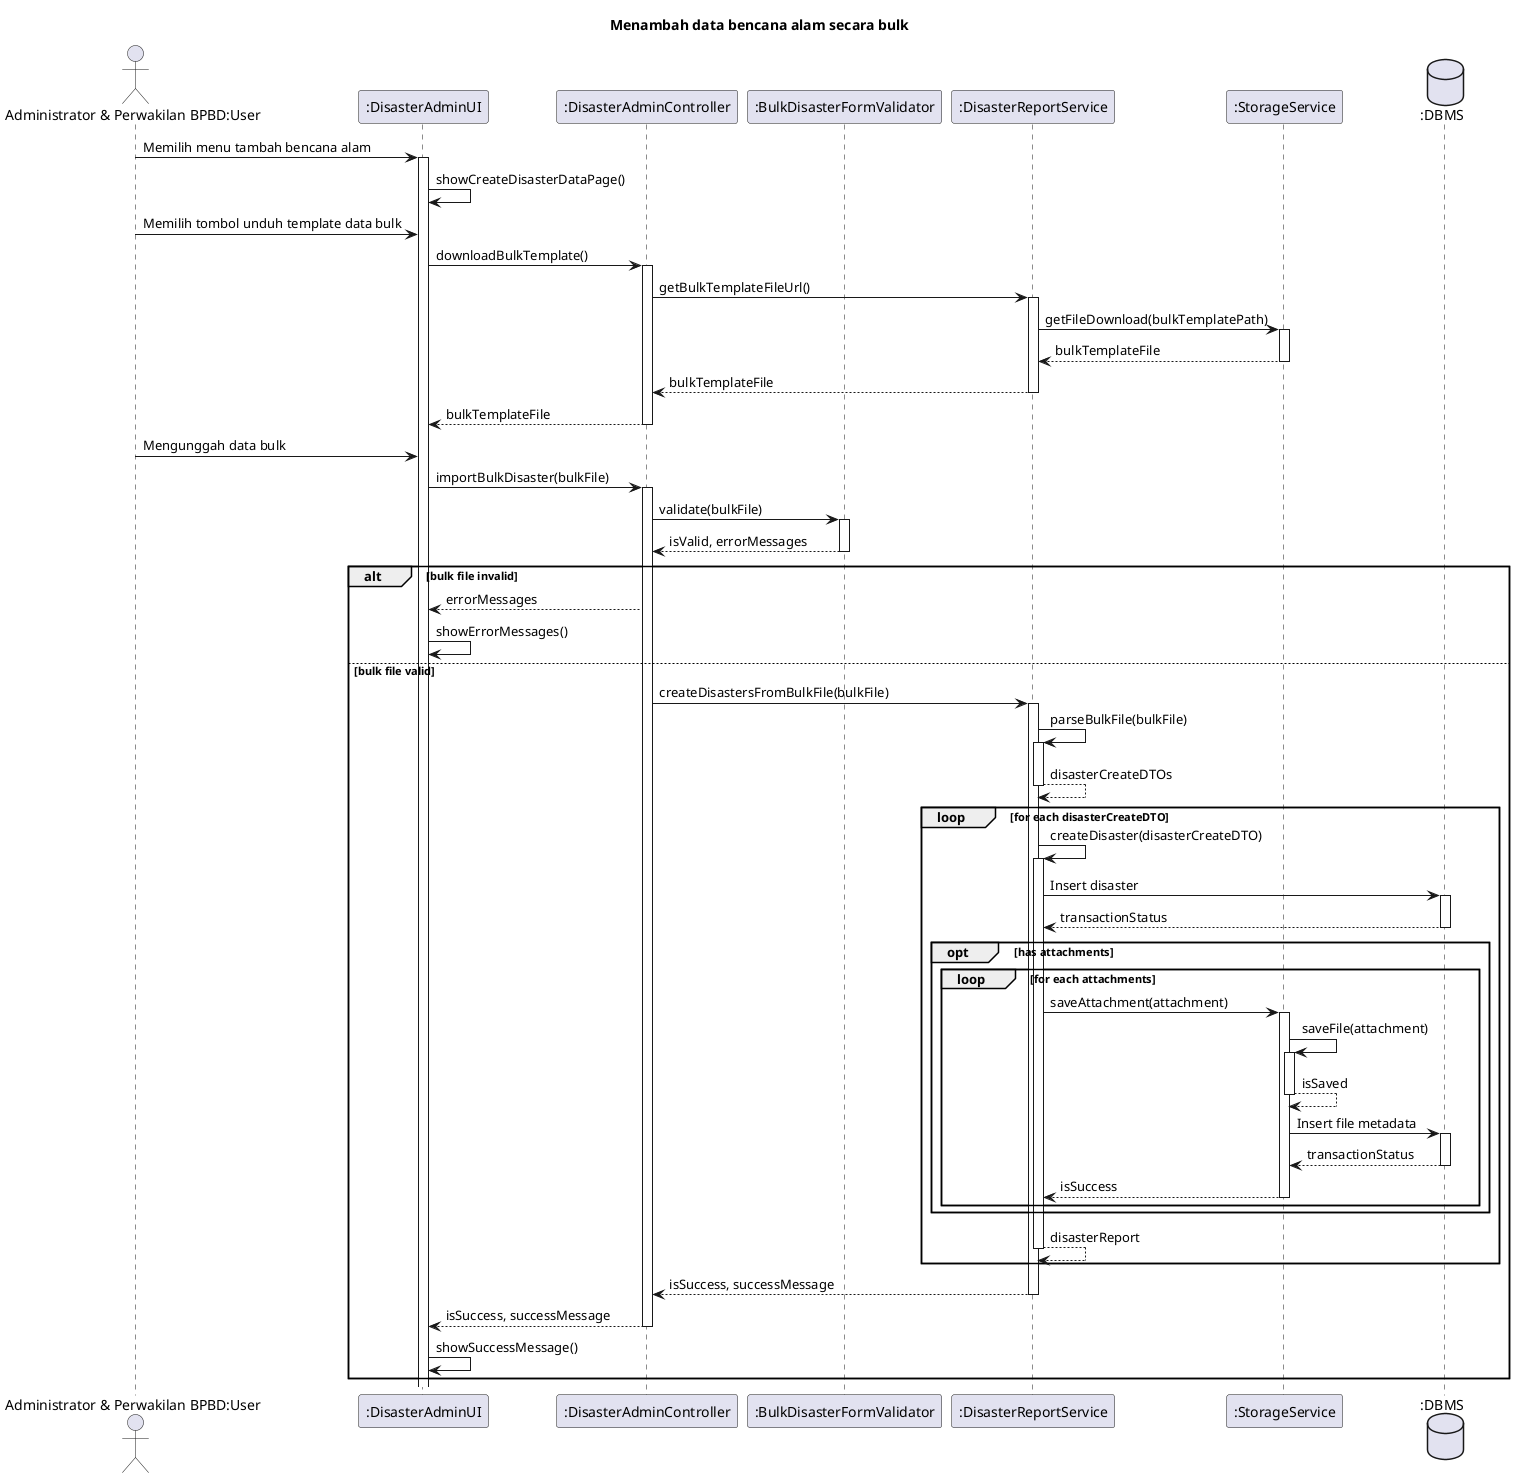 Menambah data bencana alam secara bulk
Administrator & Perwakilan BPBD:User
:DisasterAdminUI
:DisasterAdminController
:BulkDisasterFormValidator
:DisasterReportService
:StorageService
:DBMS
Memilih menu tambah bencana alam
showCreateDisasterDataPage()
Memilih tombol unduh template data bulk
downloadBulkTemplate()
getBulkTemplateFileUrl()
getFileDownload(bulkTemplatePath)
bulkTemplateFile
bulkTemplateFile
bulkTemplateFile
Mengunggah data bulk
importBulkDisaster(bulkFile)
validate(bulkFile)
isValid, errorMessages
alt [bulk file invalid]
errorMessages
showErrorMessages()
[bulk file valid]
createDisastersFromBulkFile(bulkFile)
parseBulkFile(bulkFile)
disasterCreateDTOs
loop [for each disasterCreateDTO]
createDisaster(disasterCreateDTO)
Insert disaster
transactionStatus
opt [has attachments]
loop [for each attachments]
saveAttachment(attachment)
saveFile(attachment)
isSaved
Insert file metadata
transactionStatus
isSuccess
disasterReport
isSuccess, successMessage
isSuccess, successMessage
showSuccessMessage()
Administrator & Perwakilan BPBD:User
:DisasterAdminUI
:DisasterAdminController
:BulkDisasterFormValidator
:DisasterReportService
:StorageService
:DBMS